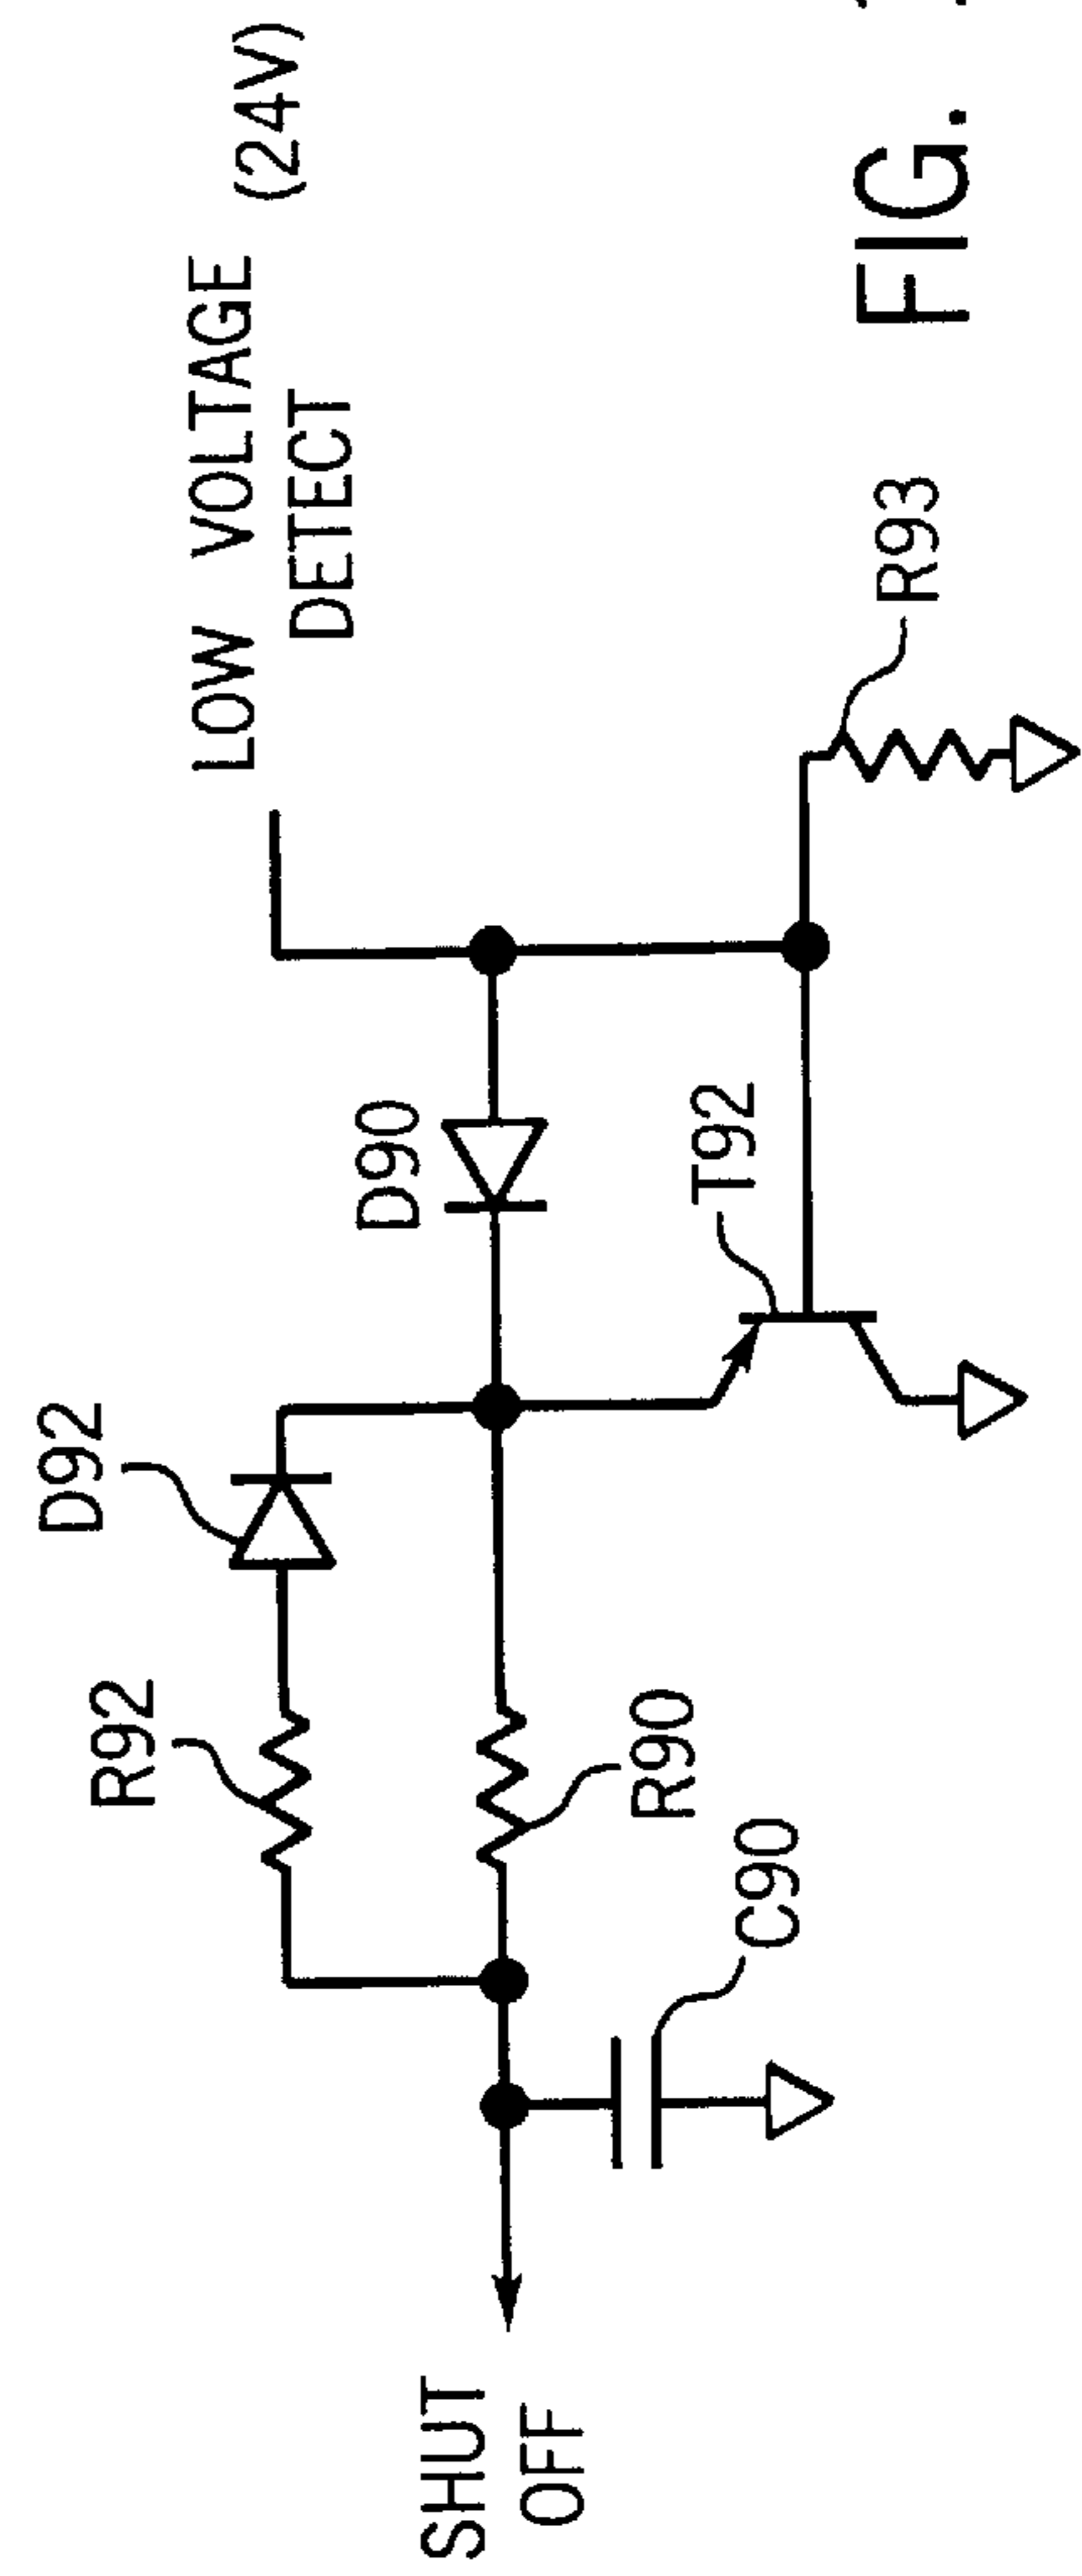 LOW VOLTAGE (24V)
DETECT
D92
R92
D90
T92
R90
C90
R93
SHUT
OFF
FIG.